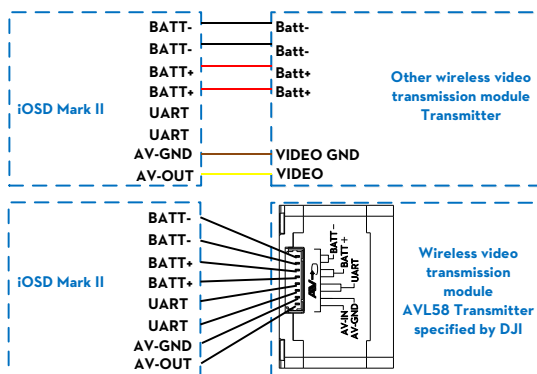 BATT-
BATT-
BATT+
BATT+
UART
UART
AV-GND
AV-OUT
iOSD Mark II
Batt-
Batt-
Batt+
Batt+
VIDEO GND
VIDEO
Other wireless video
transmission module
Transmitter
BATT-
BATT-
BATT+
BATT+
UART
UART
AV-GND
AV-OUT
iOSD Mark II
BATT-
BATT+
UART
AV-IN
AV-GND
Wireless video
transmission
module
AVL58 Transmitter
specified by DJI